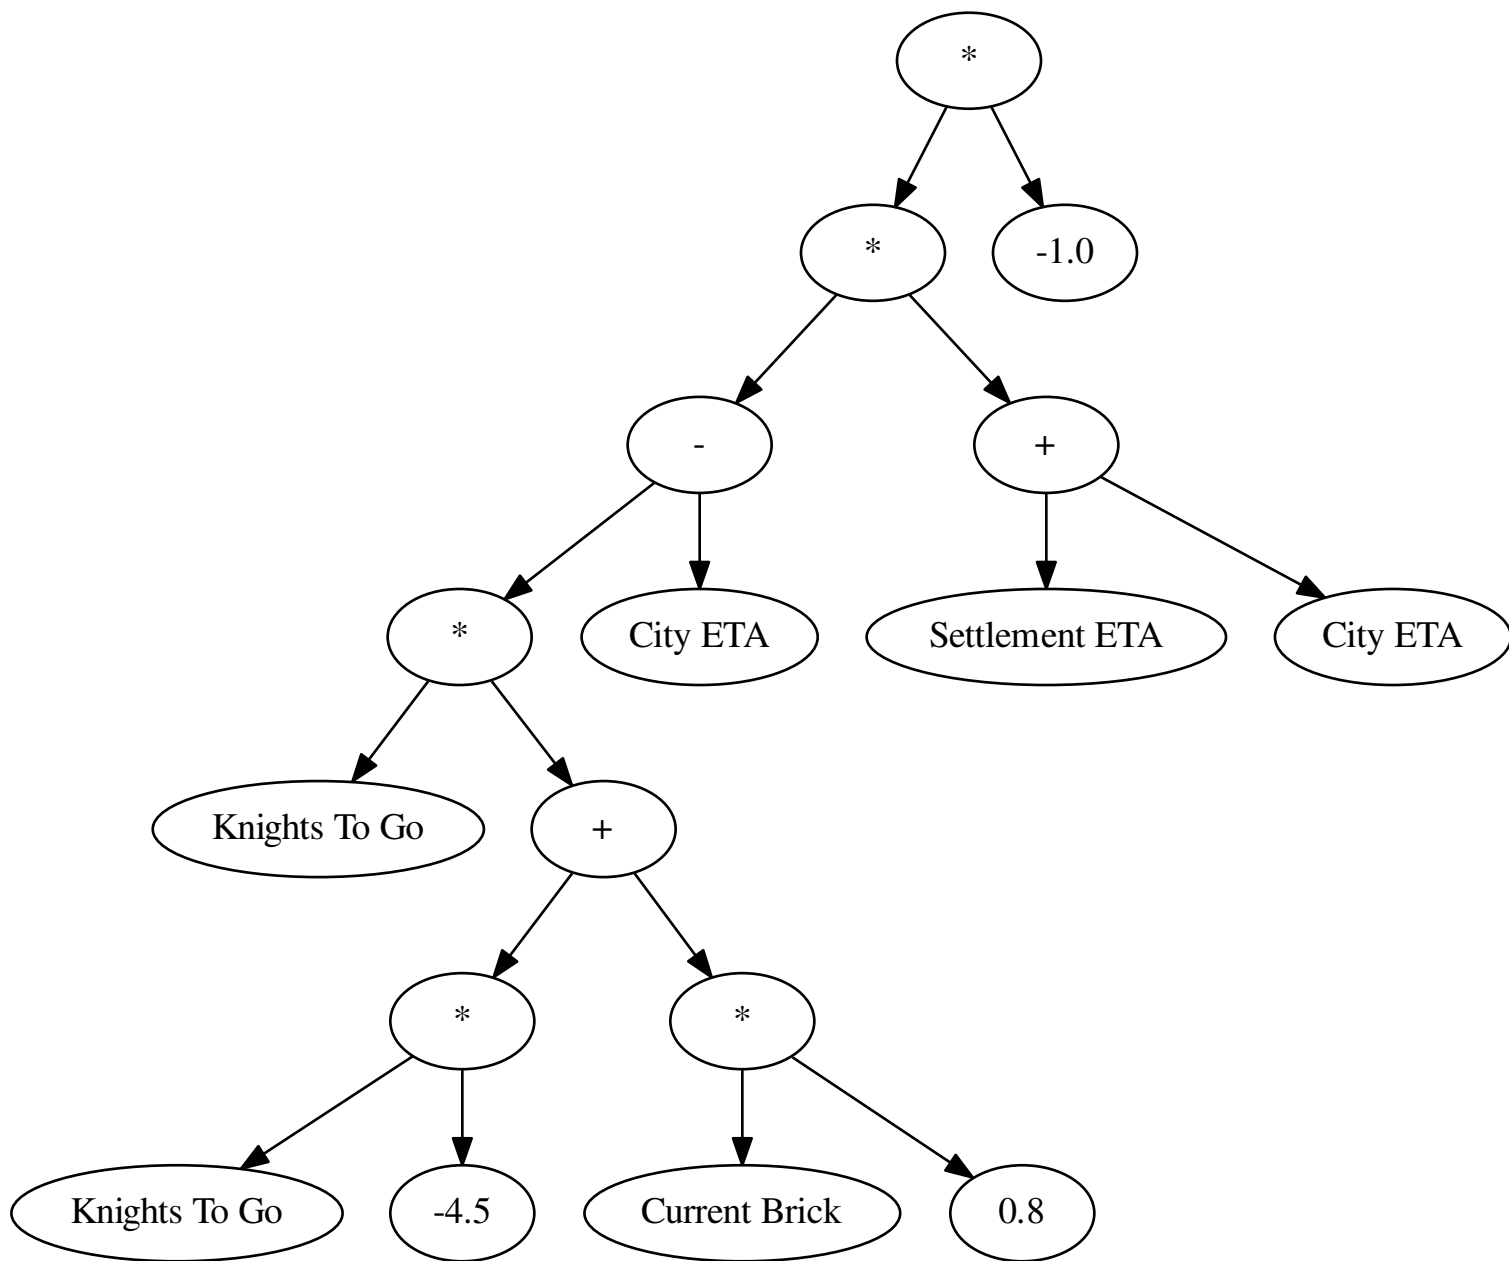 *
*
-1.0
-
+
*
City ETA
Settlement ETA
City ETA
Knights To Go
+
*
*
Knights To Go
-4.5
Current Brick
0.8